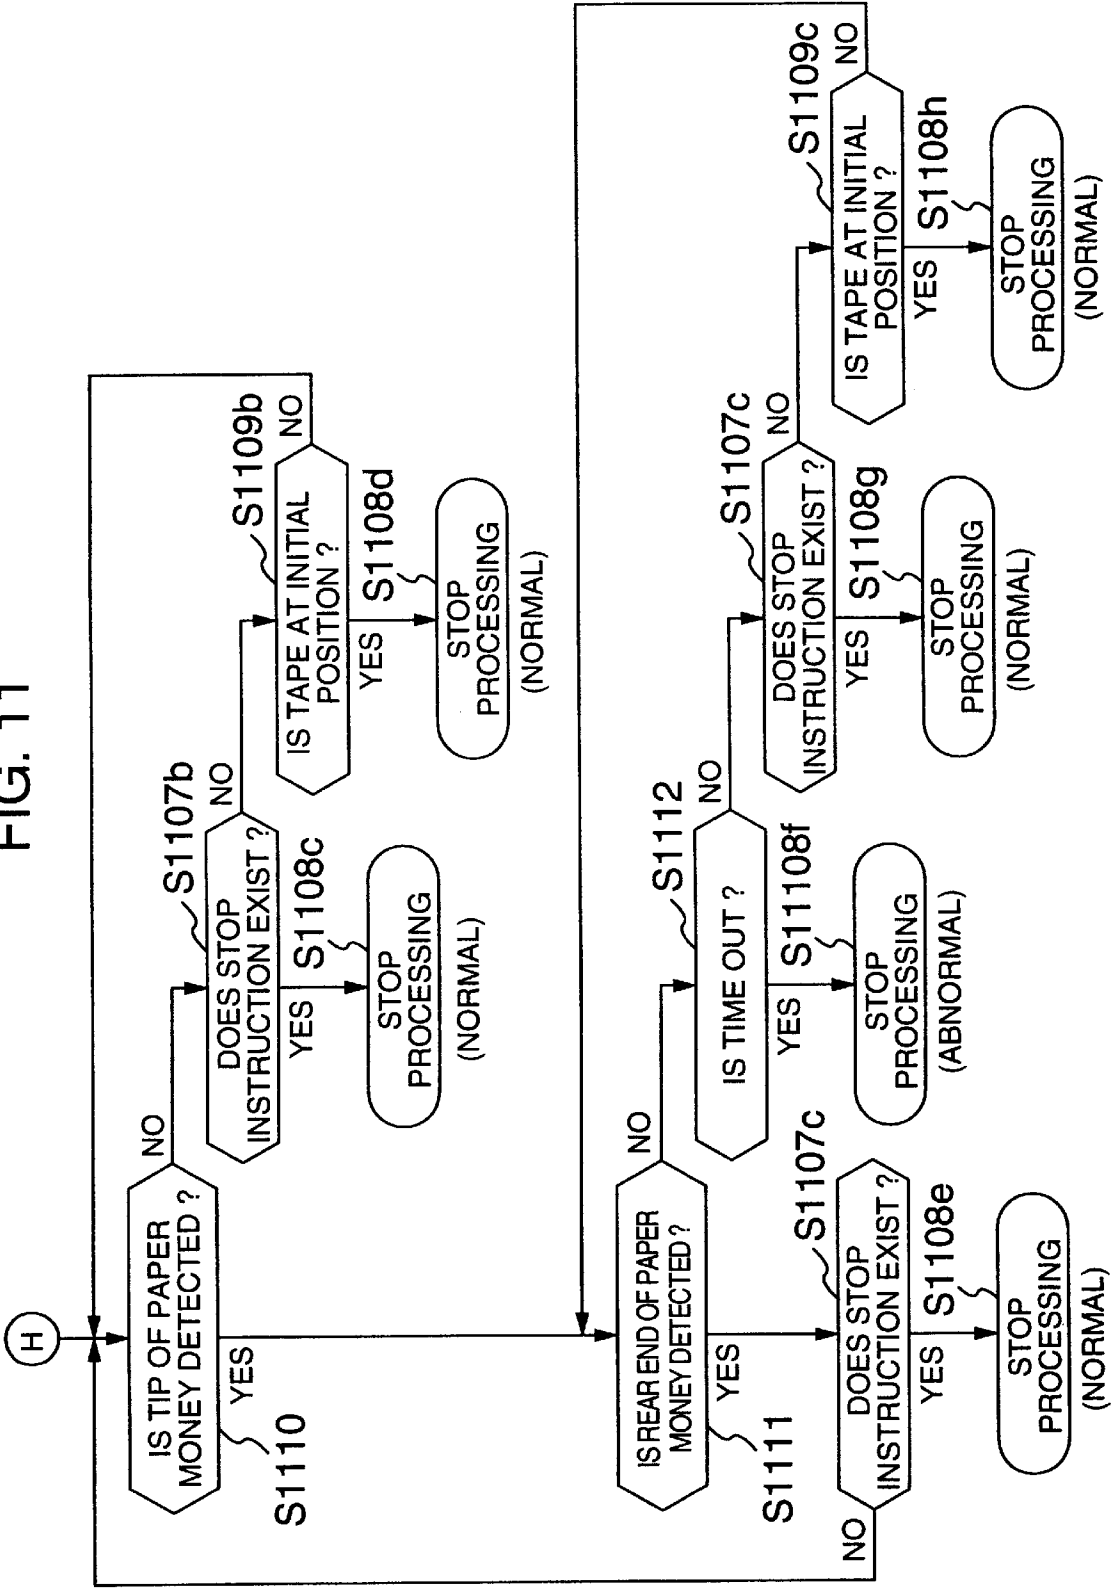 FIG. 11
H
IS TIP OF PAPER
MONEY DETECTED ?
S1110
YES
NO
DOES STOP
INSTRUCTION EXIST ?
S1107b
YES
NO
S1108c
STOP
PROCESSING
(NORMAL)
IS TAPE AT INITIAL
POSITION ?
S1109b
YES
NO
S1108d
STOP
PROCESSING
(NORMAL)
IS REAR END OF PAPER
MONEY DETECTED ?
S1111
YES
NO
IS TIME OUT ?
S1112
YES
NO
S11108f
STOP
PROCESSING
(ABNORMAL)
DOES STOP
INSTRUCTION EXIST ?
S1107c
YES
NO
S1108g
STOP
PROCESSING
(NORMAL)
IS TAPE AT INITIAL
POSITION ?
S1109c
YES
NO
S1108h
STOP
PROCESSING
(NORMAL)
DOES STOP
INSTRUCTION EXIST ?
S1107c
YES
NO
S1108e
STOP
PROCESSING
(NORMAL)